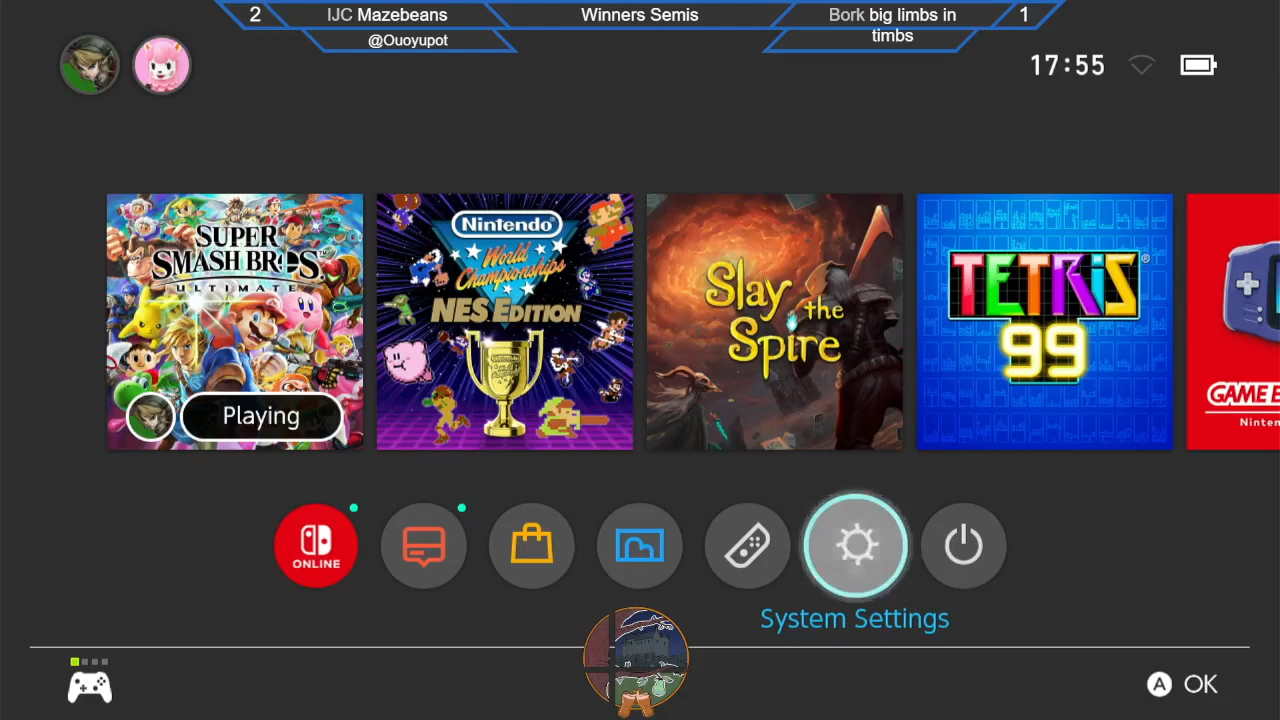 2
IJC Mazebeans
Winners Semis
Bork big limbs in
timbs
1
@Ouoyupot
17:55
SUPER
SMASH BROS.
ULTIMATE
Playing
Nintendo®
World
Championships
NES EDITION
Slay
the
Spire
TETRIS®
99
GAME B
Ninten
ONLINE
System Settings
A OK